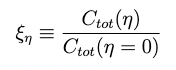 ξ_η ≡ C_tot(η) / C_tot(η = 0)